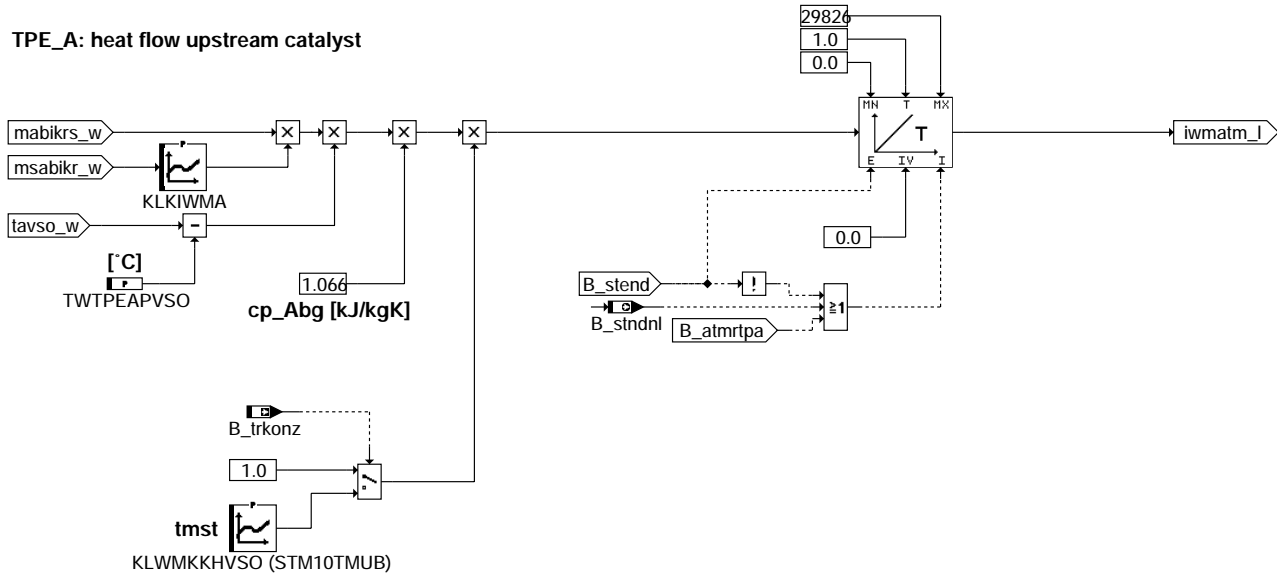 29826
TPE_A: heat flow upstream catalyst
1.0
0.0
MN T MX
mabikrs_w
T
iwmatm_l
msabikr_w
P
E IV I
KLKIWMA
tavso_w
0.0
[°C]
P
TWTPEAPVSO
1.066
B_stend
!
cp_Abg [kJ/kgK]
≧1
B_stndnl
B_atmrtpa
B_trkonz
1.0
P
tmst
KLWMKKHVSO (STM10TMUB)